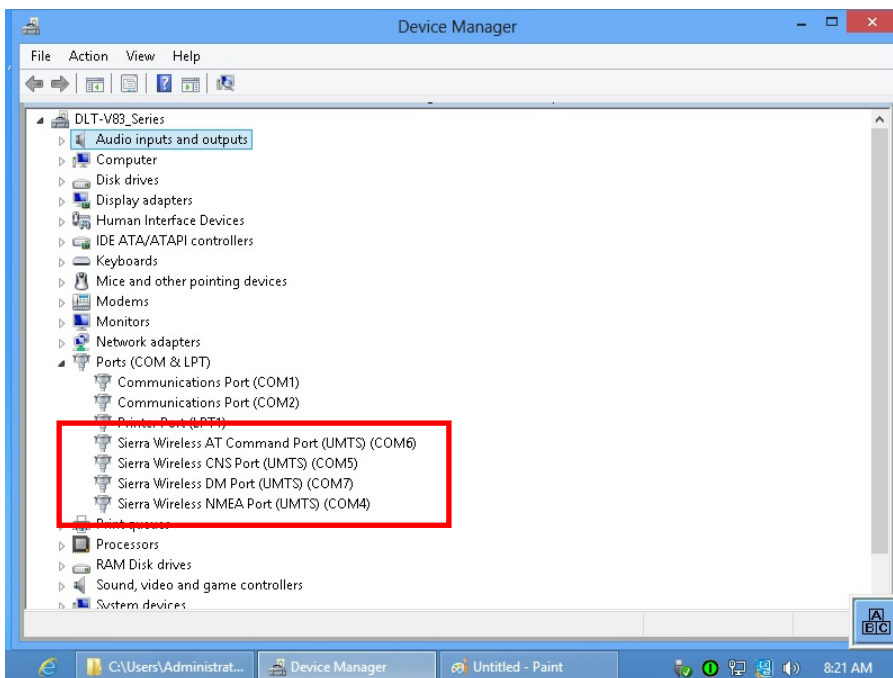 Device Manager
File Action View Help
DLT-V83_Series
Audio inputs and outputs
Computer
Disk drives
Display adapters
Human Interface Devices
IDE ATA/ATAPI controllers
Keyboards
Mice and other pointing devices
Modems
Monitors
Network adapters
Ports (COM & LPT)
Communications Port (COM1)
Communications Port (COM2)
Printer Port (LPT1)
Sierra Wireless AT Command Port (UMTS) (COM6)
Sierra Wireless CNS Port (UMTS) (COM5)
Sierra Wireless DM Port (UMTS) (COM7)
Sierra Wireless NMEA Port (UMTS) (COM4)
Print queues
Processors
RAM Disk drives
Sound, video and game controllers
System devices
A
B C
C:\Users\Administrat... Device Manager Untitled - Paint 8:21 AM